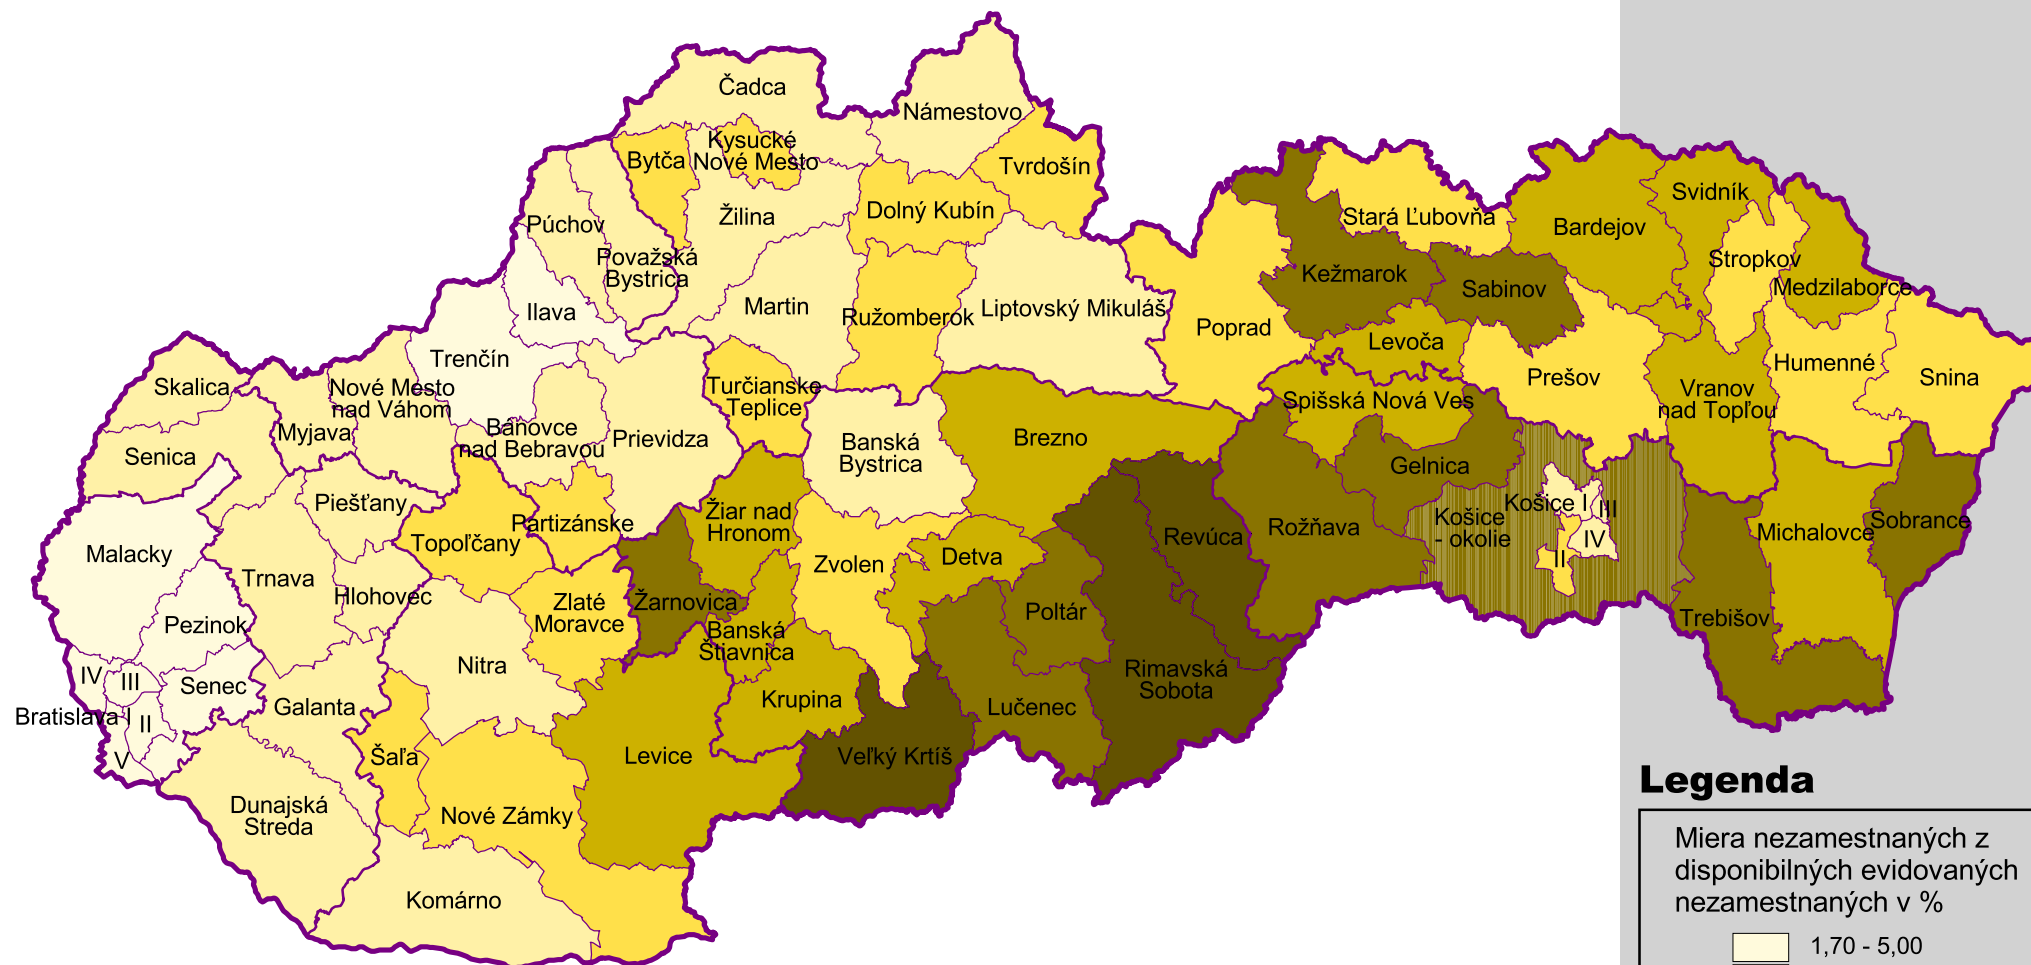 Čadca
Námestovo
Kysucké
Nové Mesto
Bytča
Tvrdošín
Púchov
Žilina
Dolný Kubín
Považská
Bystrica
Stará Ľubovňa
Bardejov
Svidník
Stropkov
Medzilaborce
Kežmarok
Sabinov
Ilava
Martin
Ružomberok
Liptovský Mikuláš
Poprad
Levoča
Trenčín
Prešov
Vranov
nad Topľou
Humenné
Snina
Skalica
Nové Mesto
nad Váhom
Myjava
Turčianske
Teplice
Spišská Nová Ves
Senica
Bánovce
nad Bebravou
Prievidza
Banská
Bystrica
Brezno
Gelnica
Piešťany
Partizánske
Topoľčany
Žiar nad
Hronom
Revúca
Rožňava
Košice
- okolie
Košice I
III
IV
II
Michalovce
Sobrance
Malacky
Trnava
Hlohovec
Zvolen
Detva
Zlaté
Moravce
Žarnovica
Banská
Štiavnica
Poltár
Trebišov
Pezinok
Nitra
Rimavská
Sobota
IV
III
Senec
Galanta
Krupina
Lučenec
Bratislava I
II
V
Šaľa
Levice
Veľký Krtíš
Dunajská
Streda
Nové Zámky
Komárno
Legenda
Miera nezamestnaných z
disponibilných evidovaných
nezamestnaných v %
1,70 - 5,00